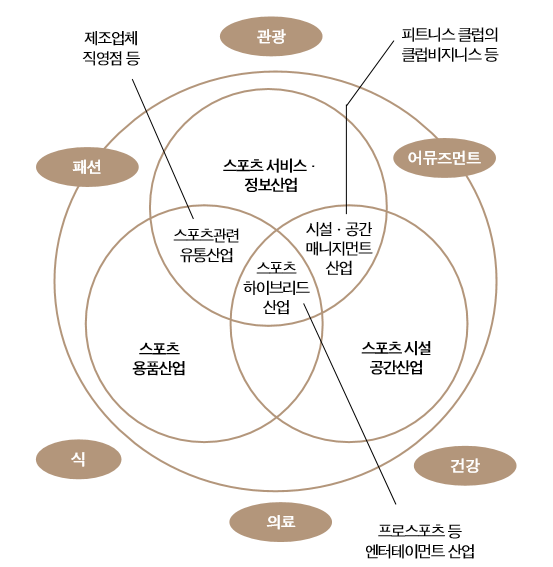 관광
제조업체
직영점 등
피트니스 클럽의
클럽비지니스 등
패션
어뮤즈먼트
스포츠 서비스 ·
정보산업
스포츠관련
유통산업
시설 · 공간
매니지먼트
산업
스포츠
하이브리드
산업
스포츠
용품산업
스포츠 시설
공간산업
식
건강
의료
프로스포츠 등
엔터테이먼트 산업